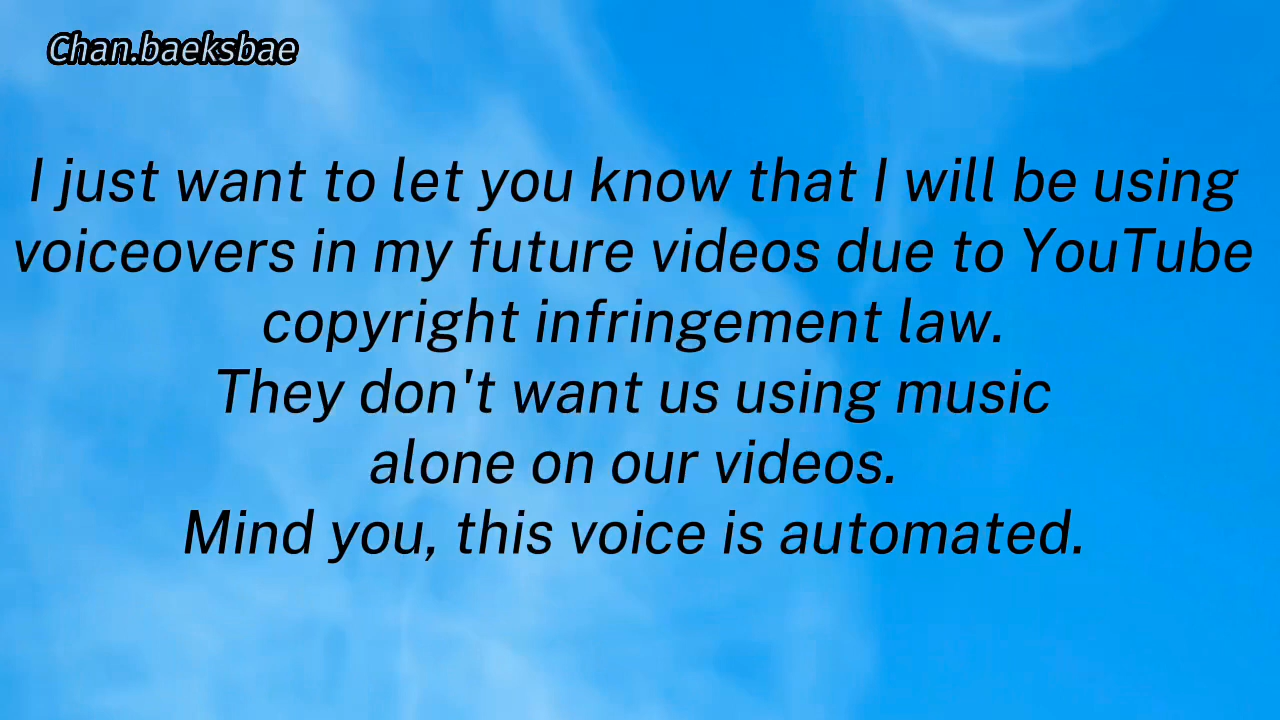 Chan.baeksbae
I just want to let you know that I will be using
voiceovers in my future videos due to YouTube
copyright infringement law.
They don't want us using music
alone on our videos.
Mind you, this voice is automated.